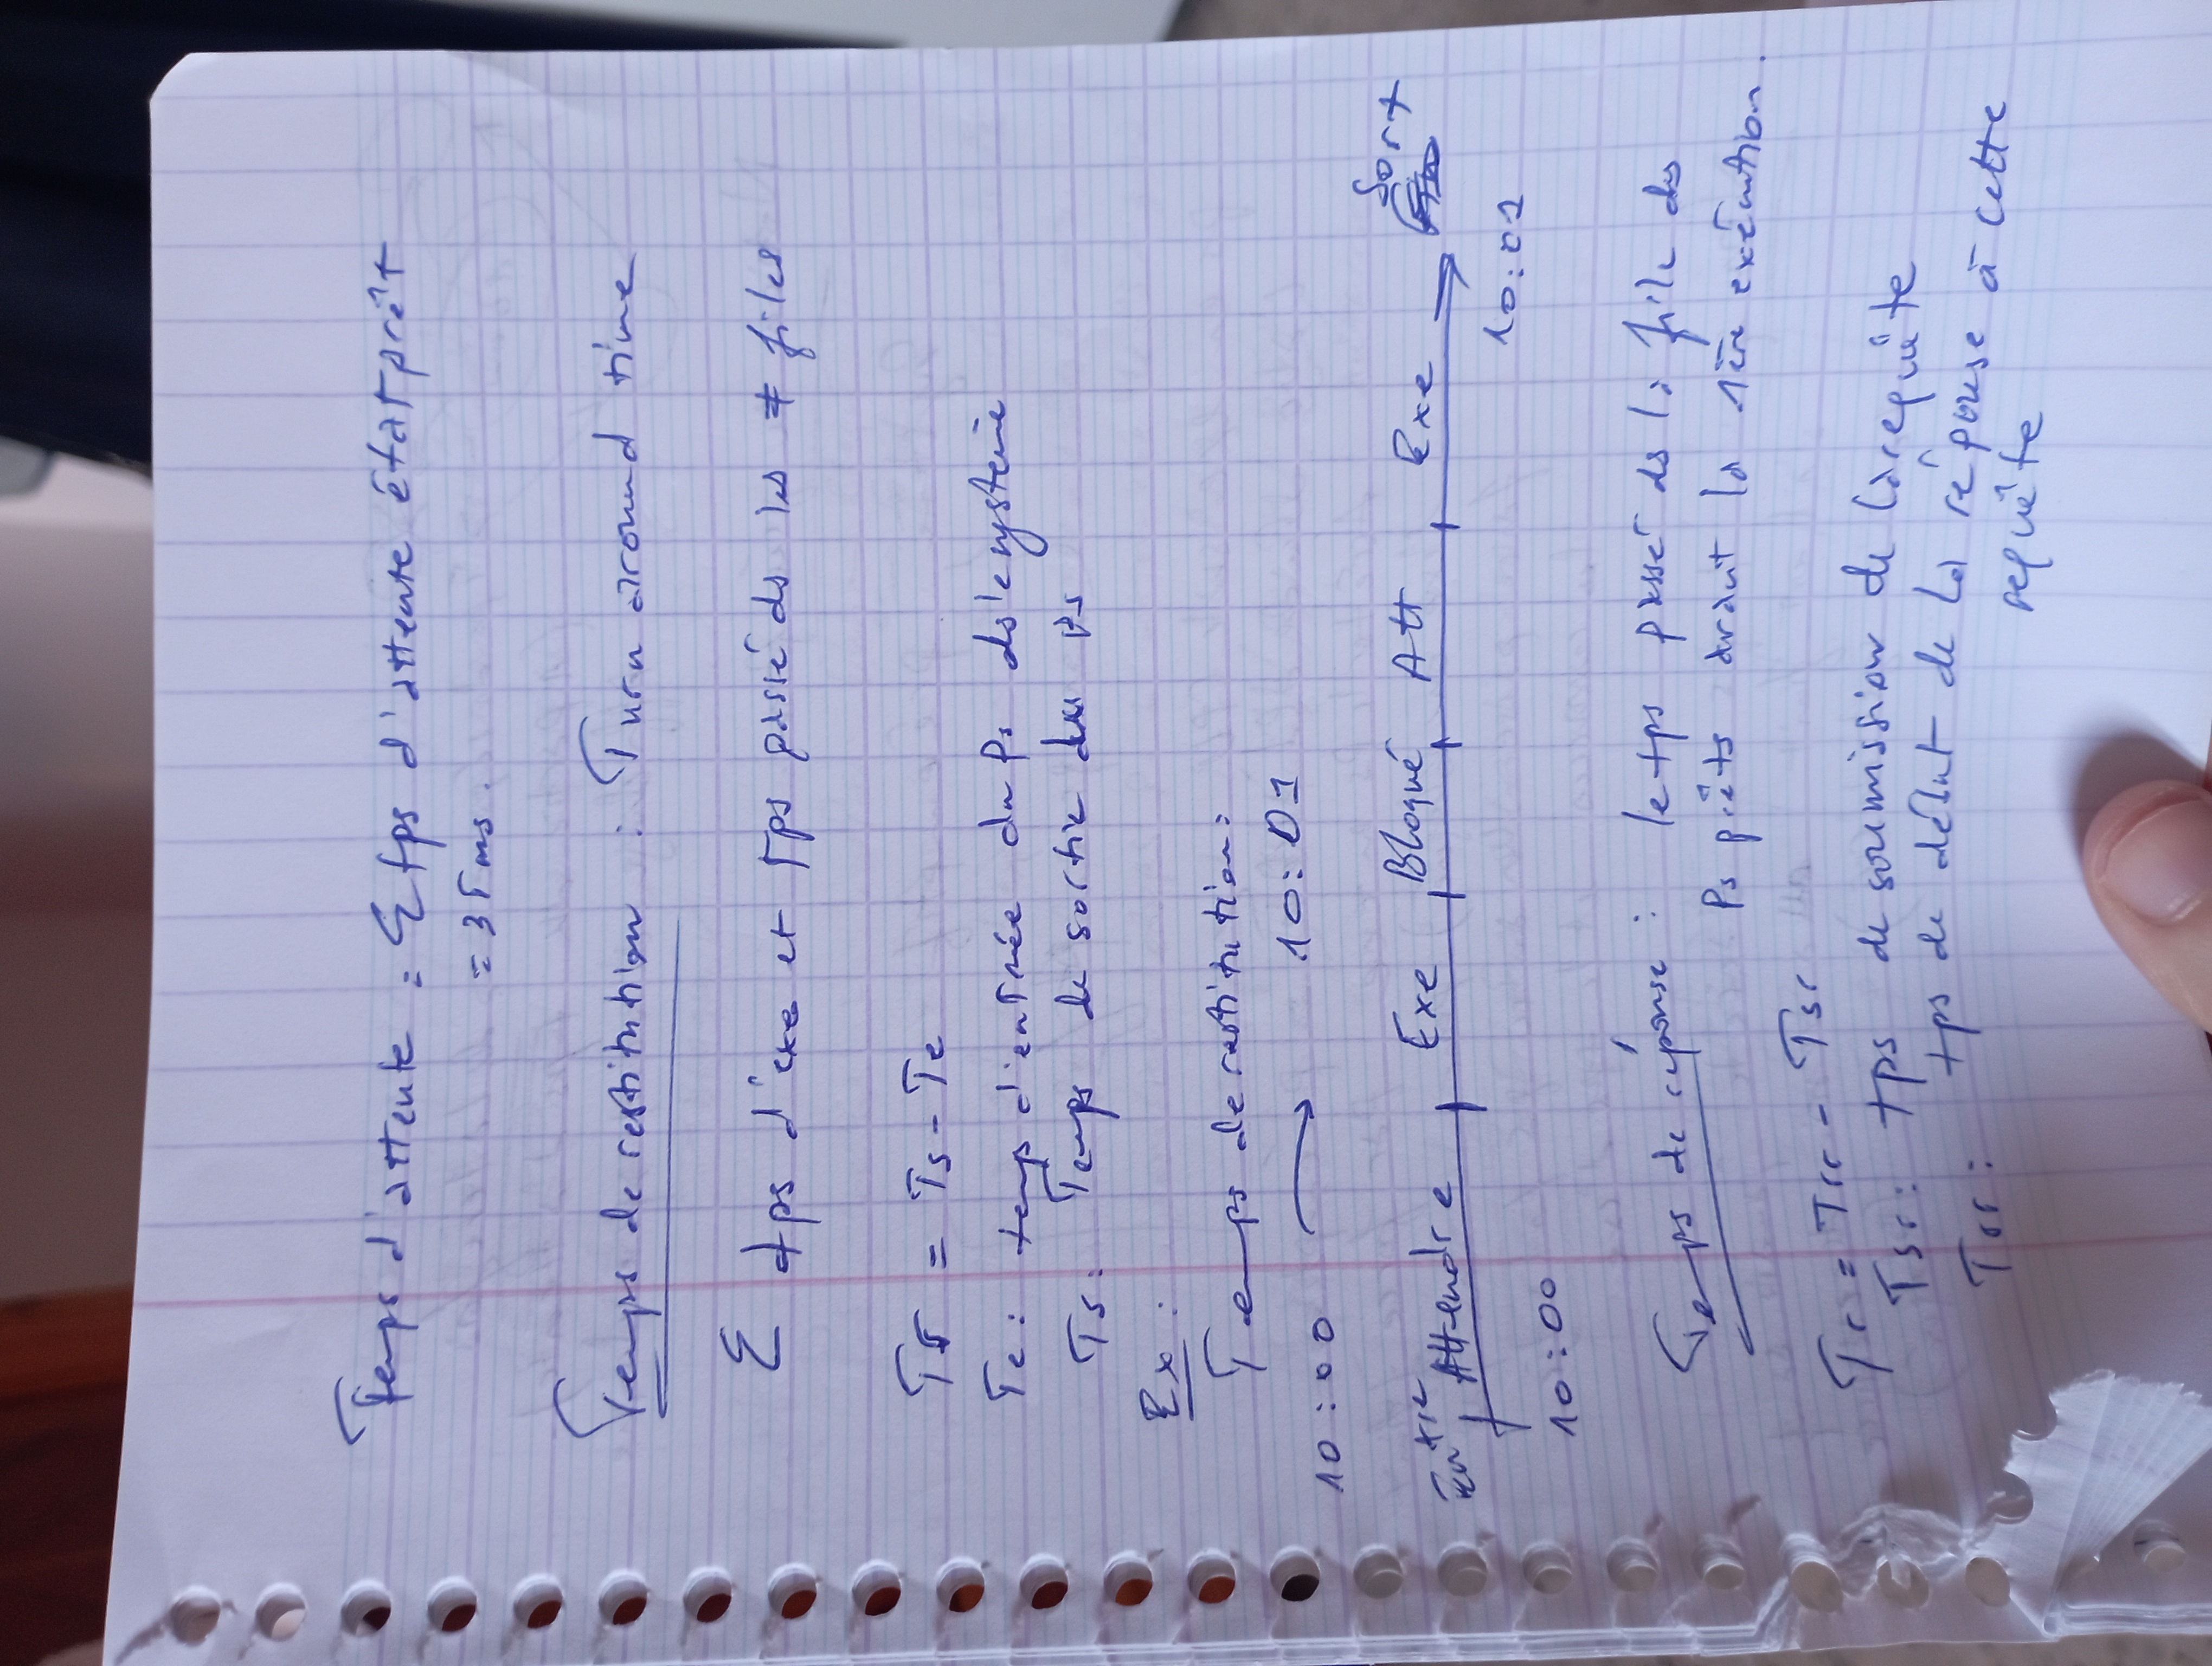 Temps d'attente = Σ tps d'attente état prêt
= 35 ms.
Temps de restitution : Turn around time
Σ tps d'exe et tps passé ds les ≠ files
= Ts - Te
Te : temps d'entrée du Ps ds le système
Ts : Temps de sortie du Ps
Ex :
Temps de restitution :
10 : 00 → 10 : 01
Entre Attendre Exe Bloqué Att Exe Sort
10 : 00 10 : 01
Temps de réponse : le tps passé ds la file des
Ps prêts avant la 1ère exécution.
Tr = Trr - Tsr
Tsr : tps de soumission de la requête
Trr : tps de début de la réponse à cette
requête